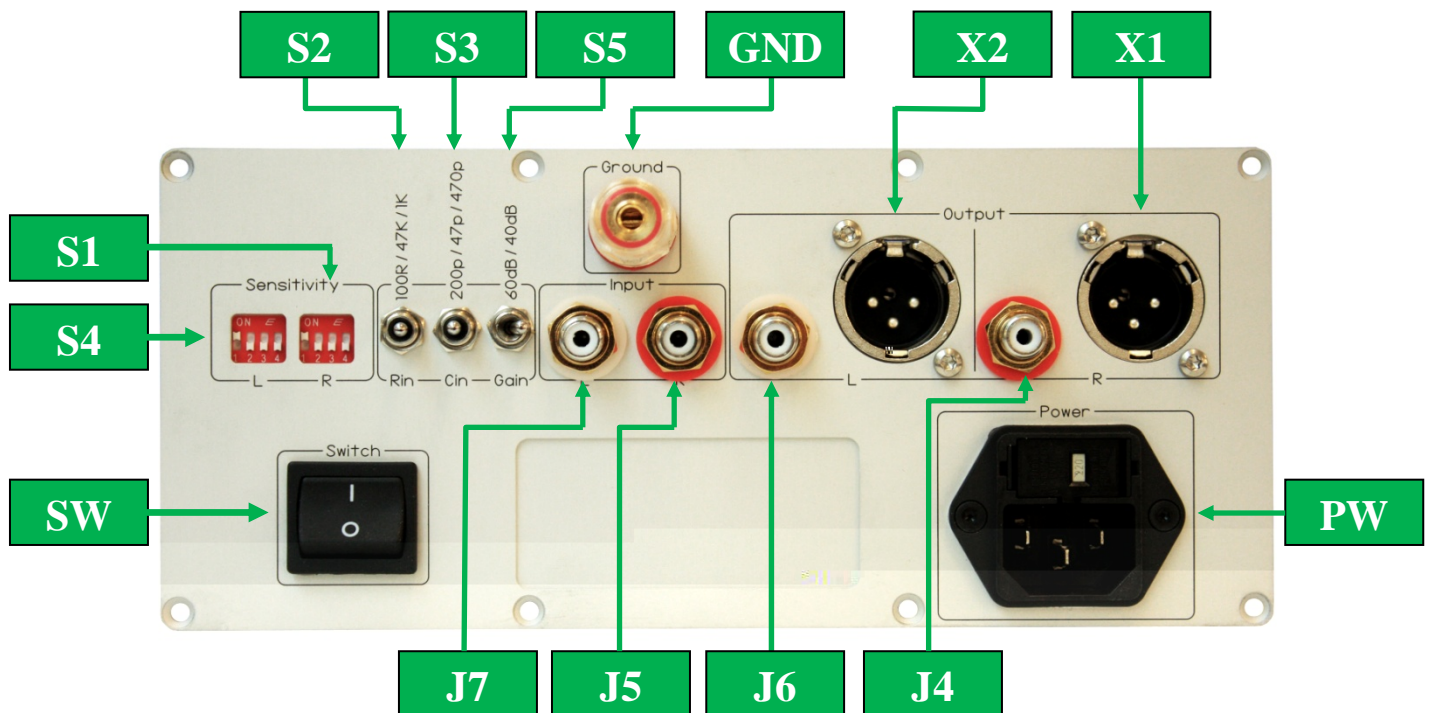 S2 S3 S5 GND X2 X1
100R / 47K / 1K
200p / 47p / 470p
60dB / 40dB
Ground
Output
S1
Sensitivity
Input
S4
ON
1 2 3 4
ON
1 2 3 4
L R
Rin Cin Gain
L R
Power
Switch
I
O
SW
PW
J7 J5 J6 J4